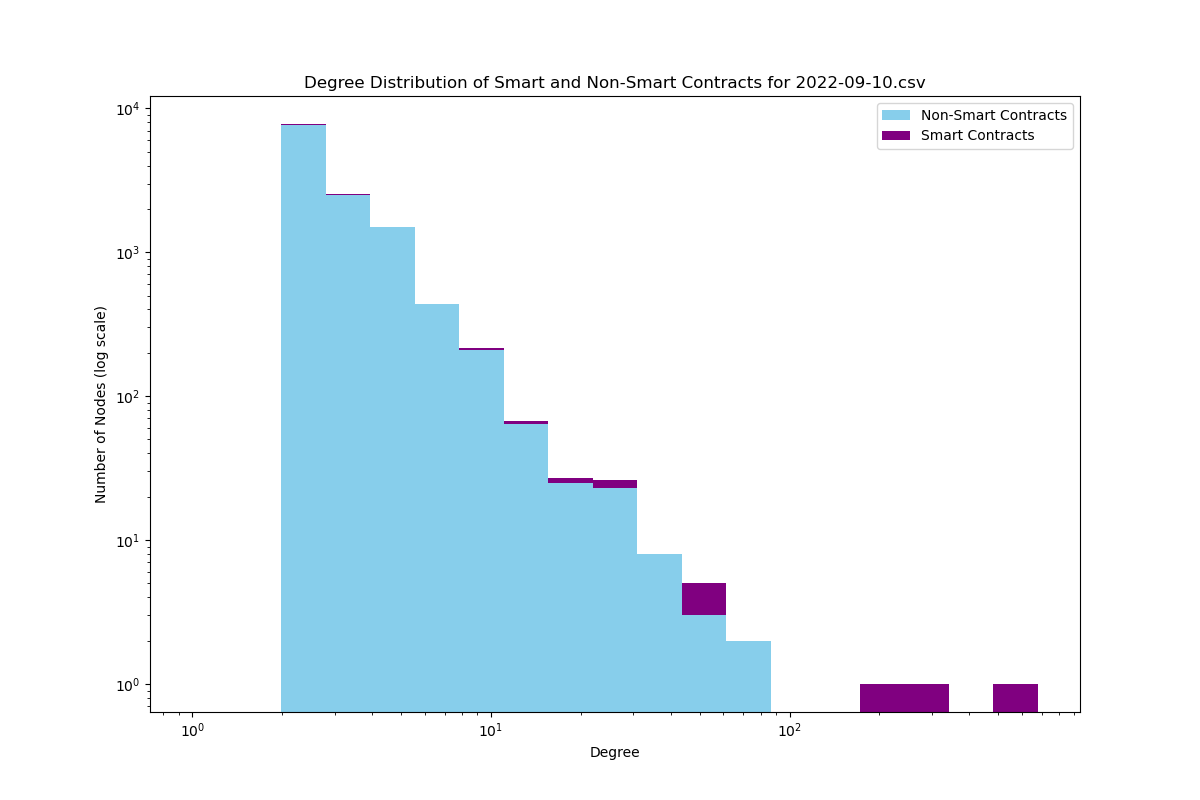 Degree Distribution of Smart and Non-Smart Contracts for 2022-09-10.csv
Non-Smart Contracts
Smart Contracts
Number of Nodes (log scale)
10⁴
10³
10²
10¹
10⁰
10⁰ 10¹ 10²
Degree